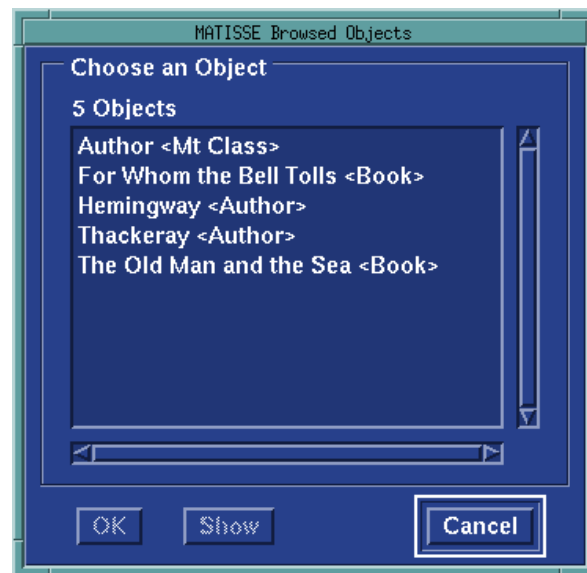 MATISSE Browsed Objects
Choose an Object
5 Objects
Author <Mt Class>
For Whom the Bell Tolls <Book>
Hemingway <Author>
Thackeray <Author>
The Old Man and the Sea <Book>
OK Show Cancel